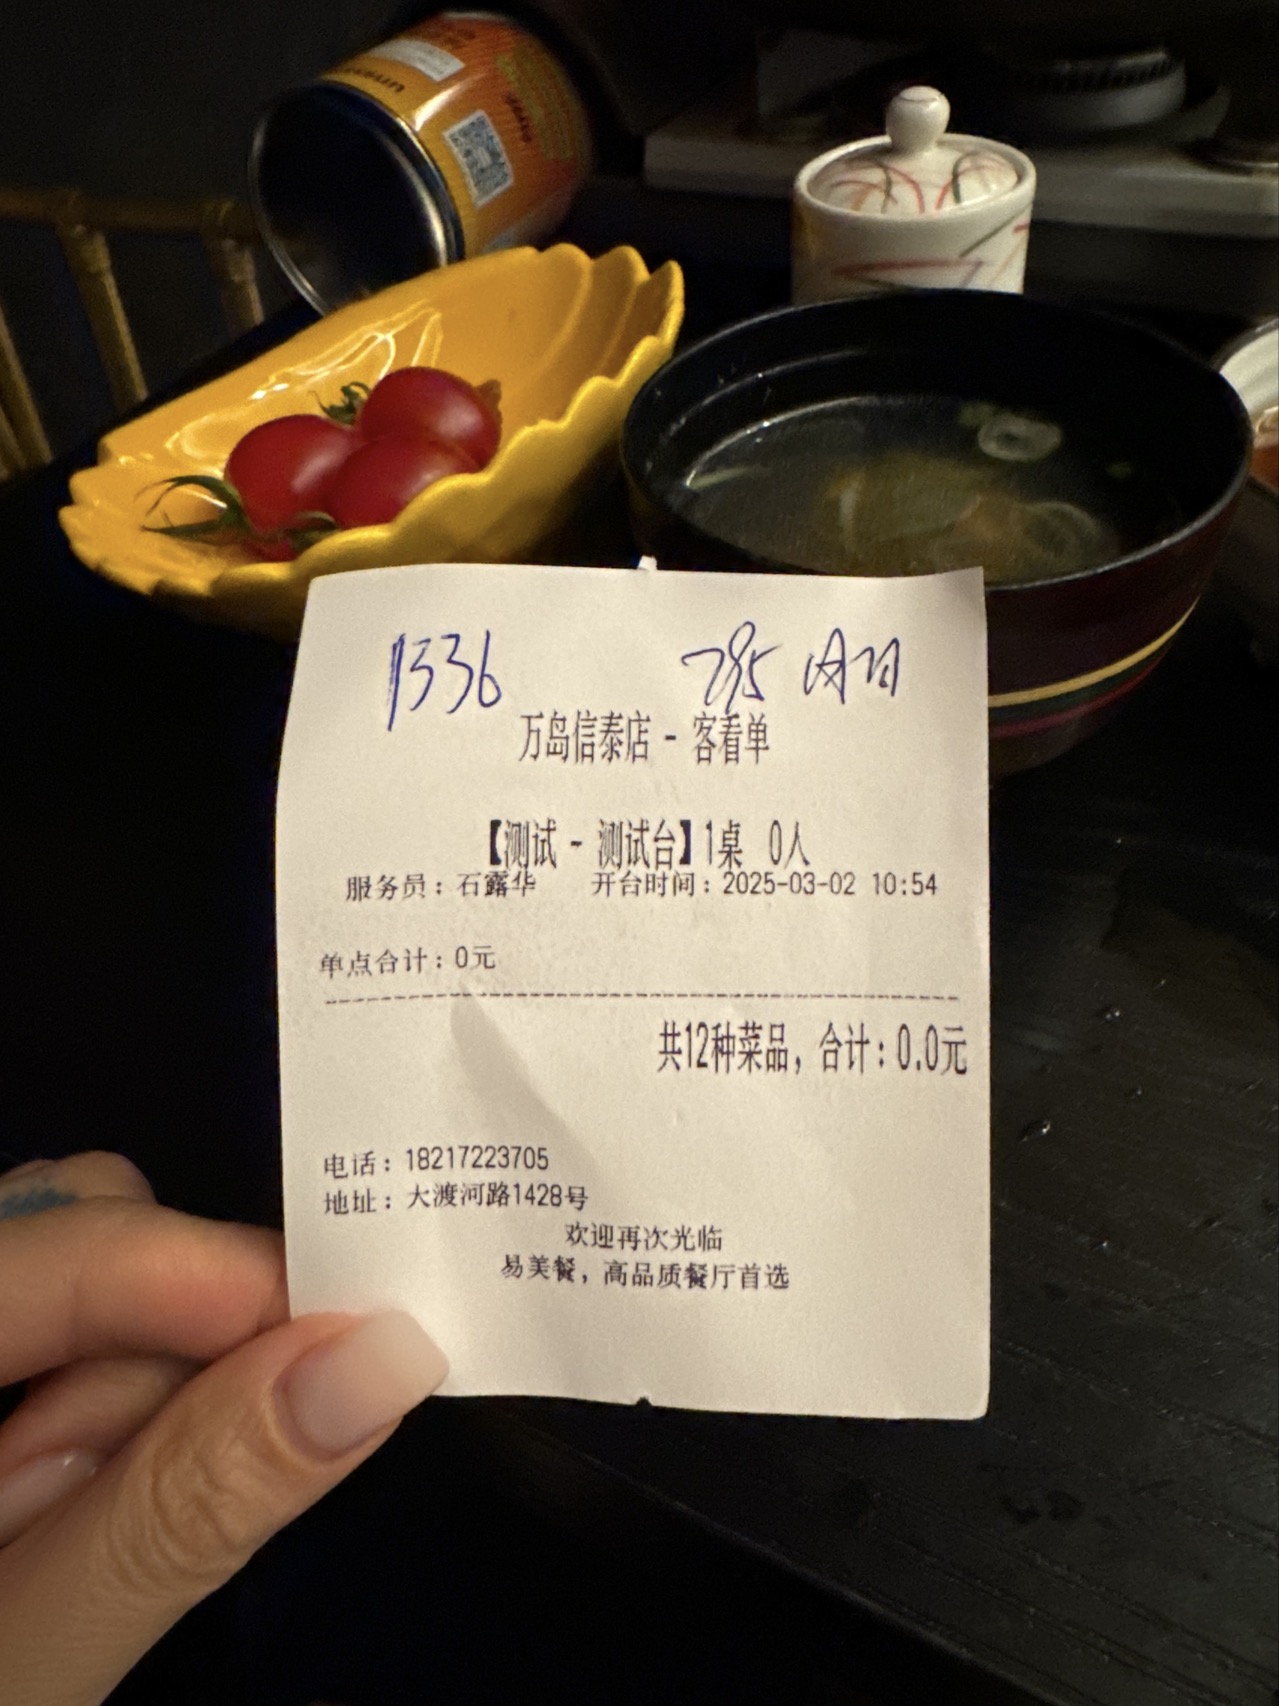 1336 295 周日
万岛信泰店 - 客看单
【测试 - 测试台】1桌 0人
服务员：石露华 开台时间：2025-03-02 10:54
单点合计：0元
共12种菜品，合计：0.0元
电话：18217223705
地址：大渡河路1428号
欢迎再次光临
易美餐，高品质餐厅首选